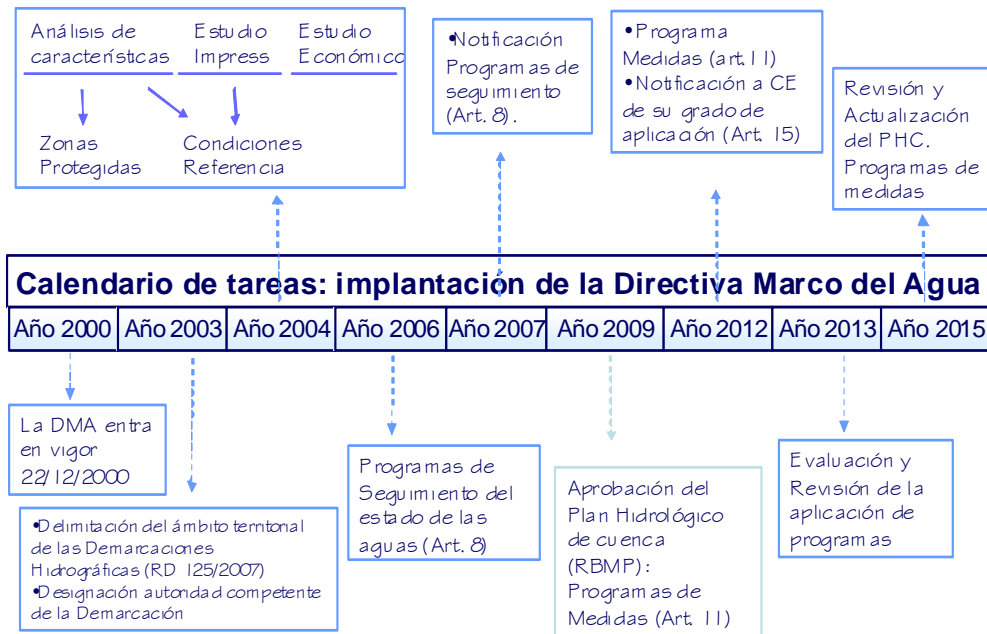 Análisis de
características
Estudio
Impress
Estudio
Económico
Zonas
Protegidas
Condiciones
Referencia
•Notificación
Programas de
seguimiento
(Art. 8).
• Programa
Medidas (art.11)
•Notificación a CE
de su grado de
aplicación (Art. 15)
Revisión y
Actualización
del PHC.
Programas de
medidas
Calendario de tareas: implantación de la Directiva Marco del Agua
Año 2000 Año 2003 Año 2004 Año 2006 Año 2007 Año 2009 Año 2012 Año 2013 Año 2015
La DMA entra
en vigor
22/12/2000
•Delimitación del ámbito territorial
de las Demarcaciones
Hidrográficas (RD 125/2007)
•Designación autoridad competente
de la Demarcación
Programas de
Seguimiento del
estado de las
aguas (Art. 8)
Aprobación del
Plan Hidrológico
de cuenca
(RBMP) :
Programas de
Medidas (Art. 11)
Evaluación y
Revisión de la
aplicación de
programas